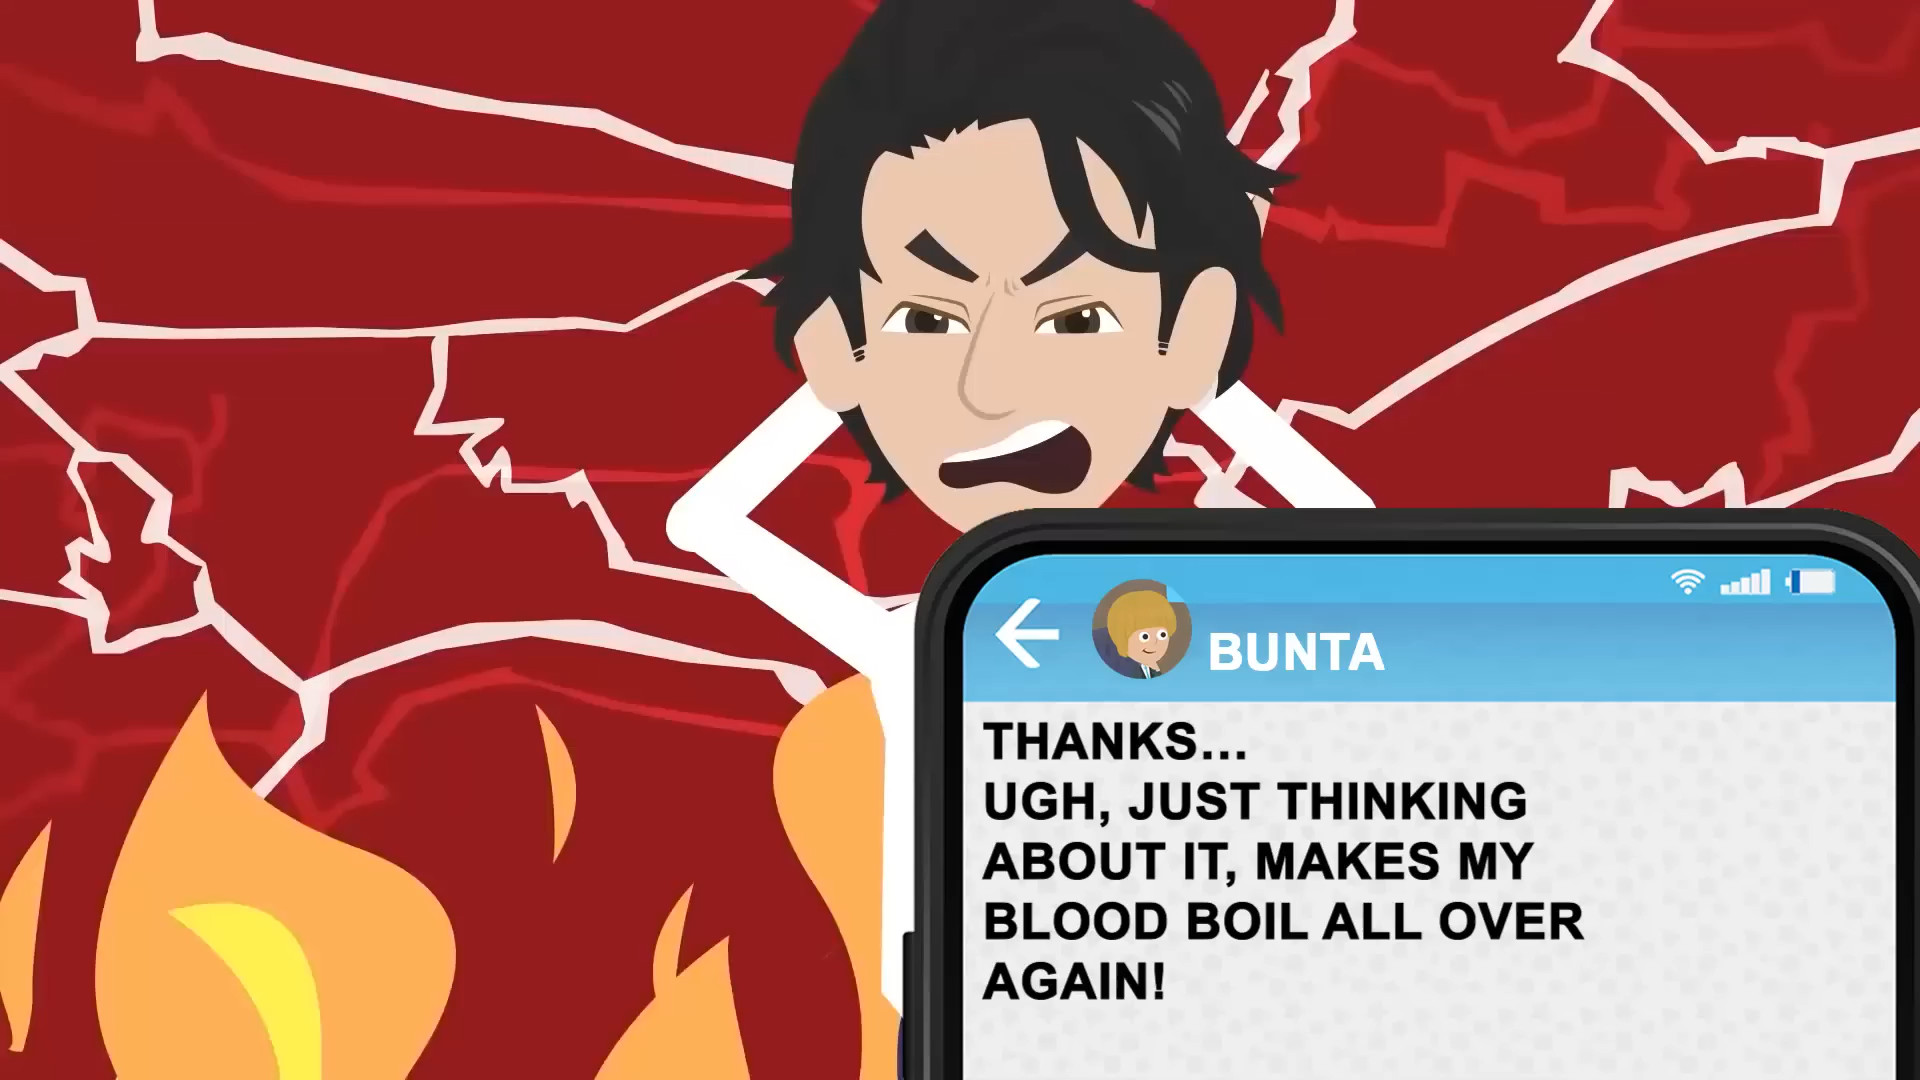 BUNTA
THANKS...
UGH, JUST THINKING
ABOUT IT, MAKES MY
BLOOD BOIL ALL OVER
AGAIN!